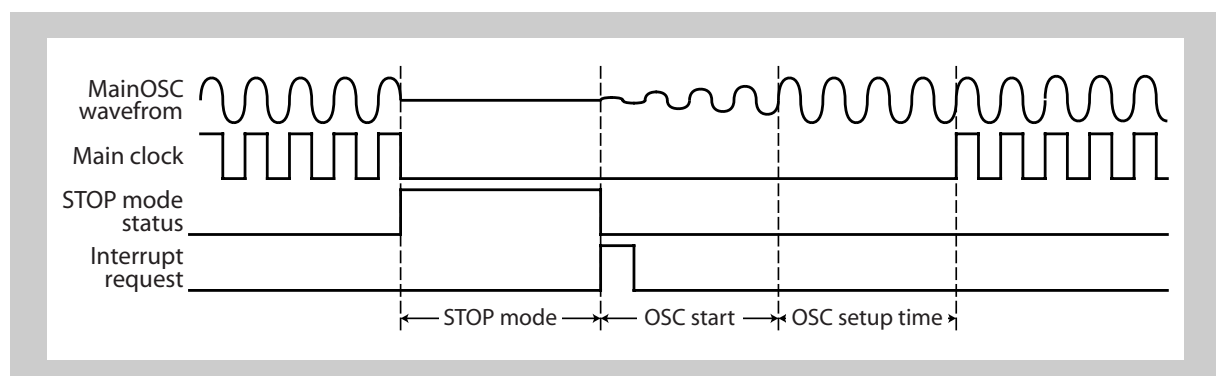 MainOSC
wavefrom
Main clock
STOP mode
status
Interrupt
request
STOP mode
OSC start
OSC setup time